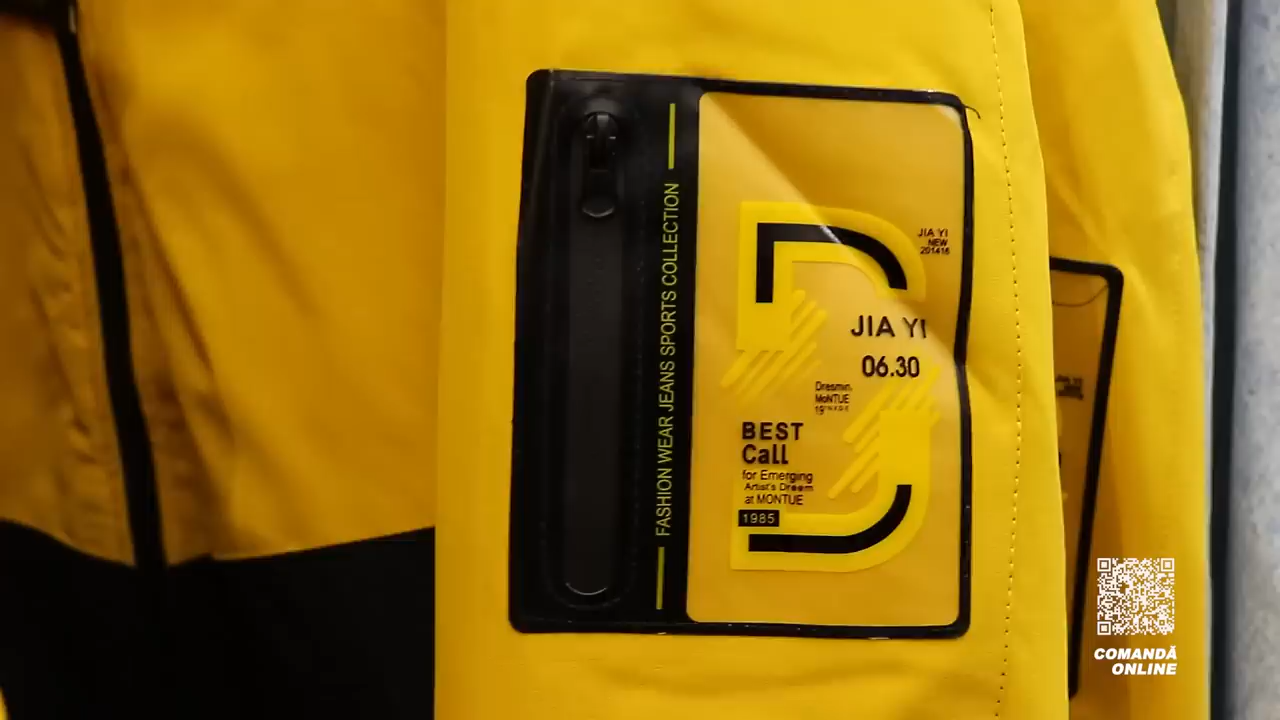 FASHION WEAR JEANS SPORTS COLLECTION
JIA YI
NEW
201416
JIA YI
06.30
Dresmin.
MoNTUE
BEST
Call
for Emerging
Artist's Dream
at MONTUE
1985
COMANDĂ
ONLINE